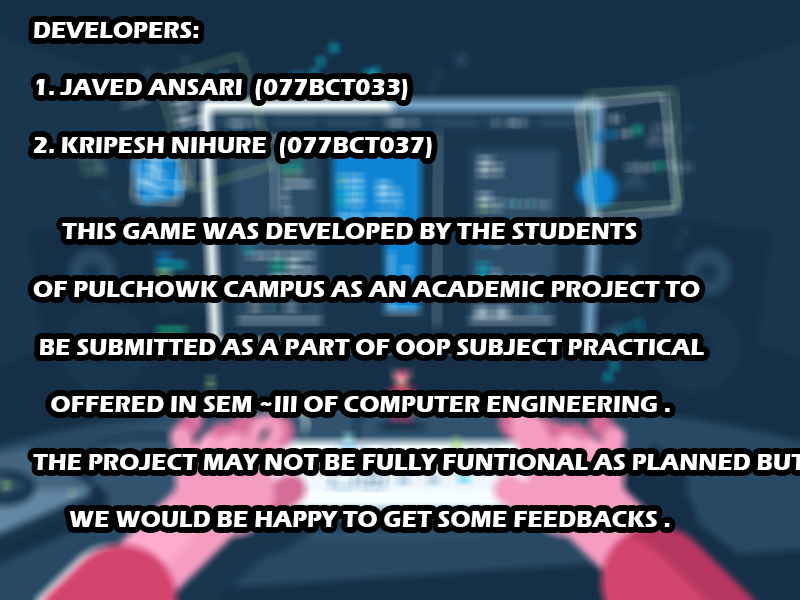 DEVELOPERS:
1. JAVED ANSARI (077BCT033)
2. KRIPESH NIHURE (077BCT037)
THIS GAME WAS DEVELOPED BY THE STUDENTS
OF PULCHOWK CAMPUS AS AN ACADEMIC PROJECT TO
BE SUBMITTED AS A PART OF OOP SUBJECT PRACTICAL
OFFERED IN SEM ~III OF COMPUTER ENGINEERING .
THE PROJECT MAY NOT BE FULLY FUNTIONAL AS PLANNED BUT
WE WOULD BE HAPPY TO GET SOME FEEDBACKS .